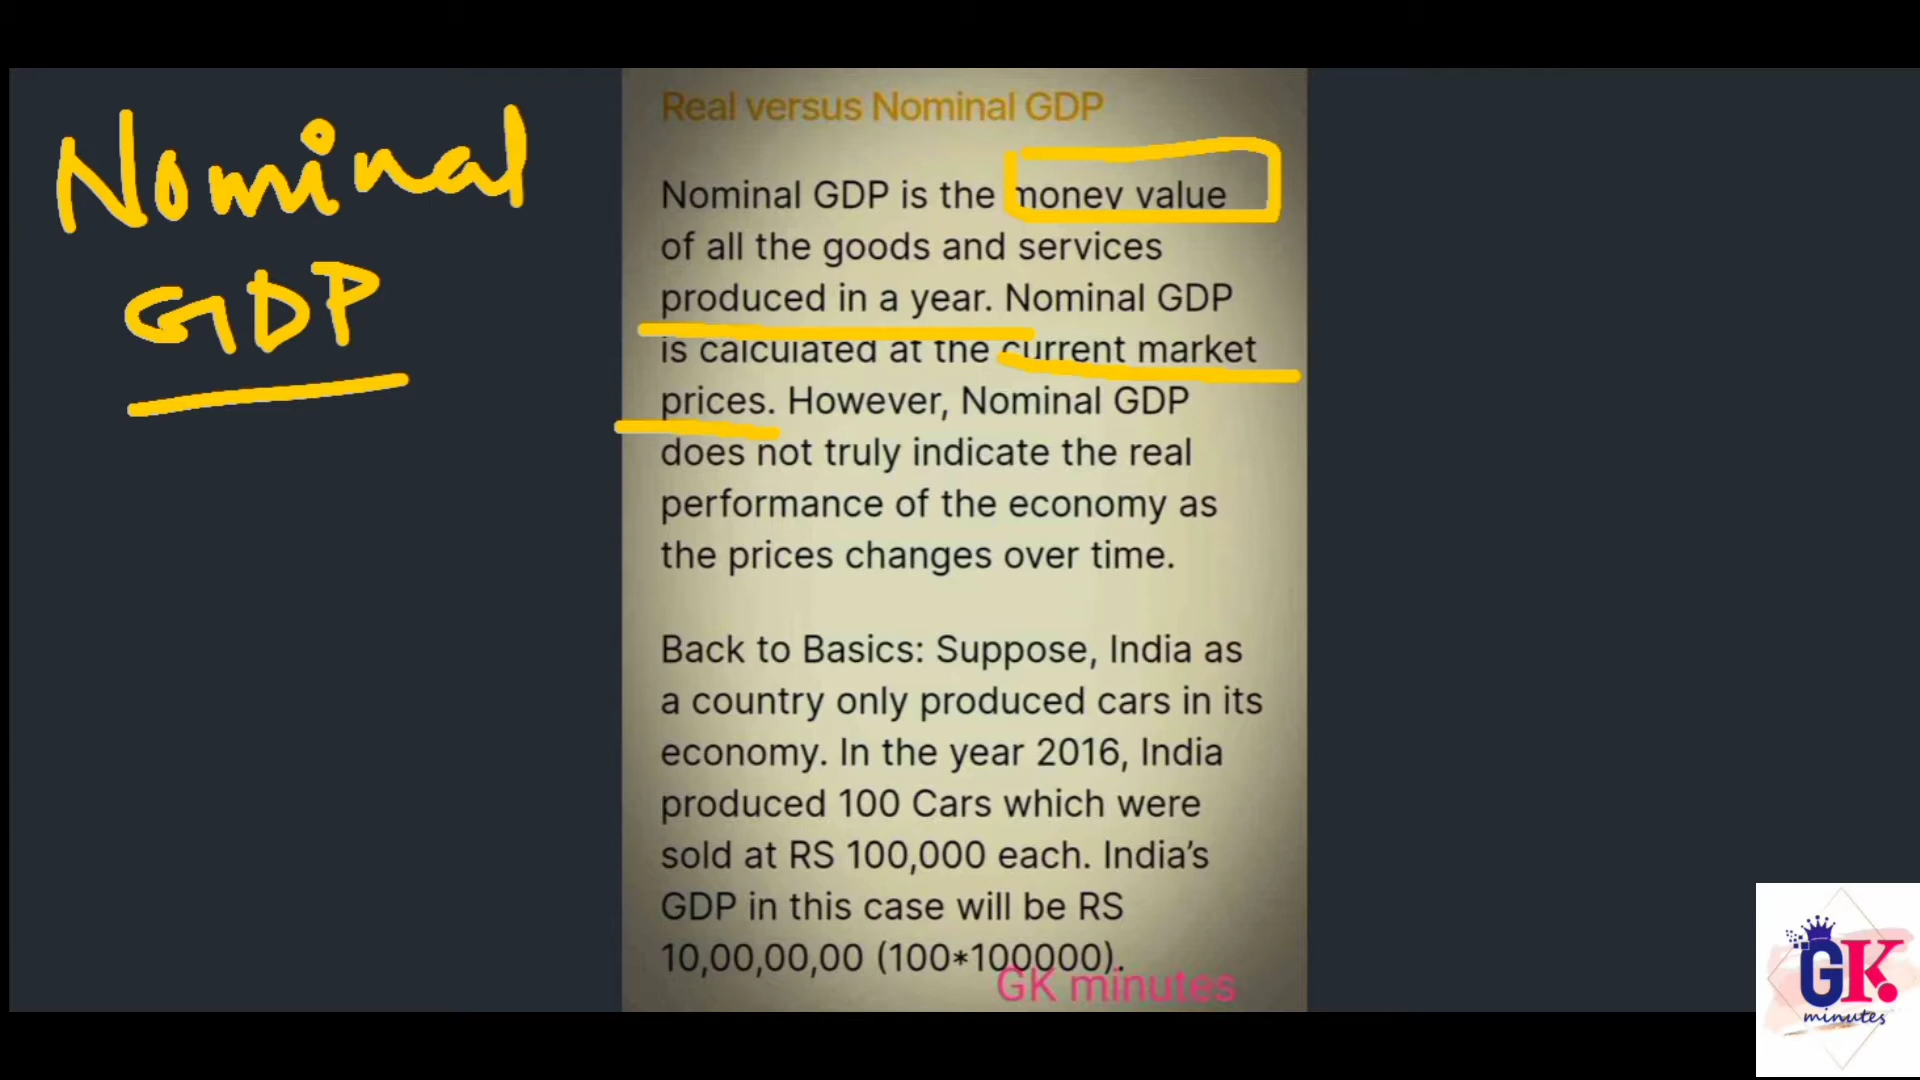 Nominal
GDP
Real versus Nominal GDP
Nominal GDP is the money value
of all the goods and services
produced in a year. Nominal GDP
is calculated at the current market
prices. However, Nominal GDP
does not truly indicate the real
performance of the economy as
the prices changes over time.
Back to Basics: Suppose, India as
a country only produced cars in its
economy. In the year 2016, India
produced 100 Cars which were
sold at RS 100,000 each. India's
GDP in this case will be RS
10,00,00,00 (100*100000).
GK minutes
GK
minutes